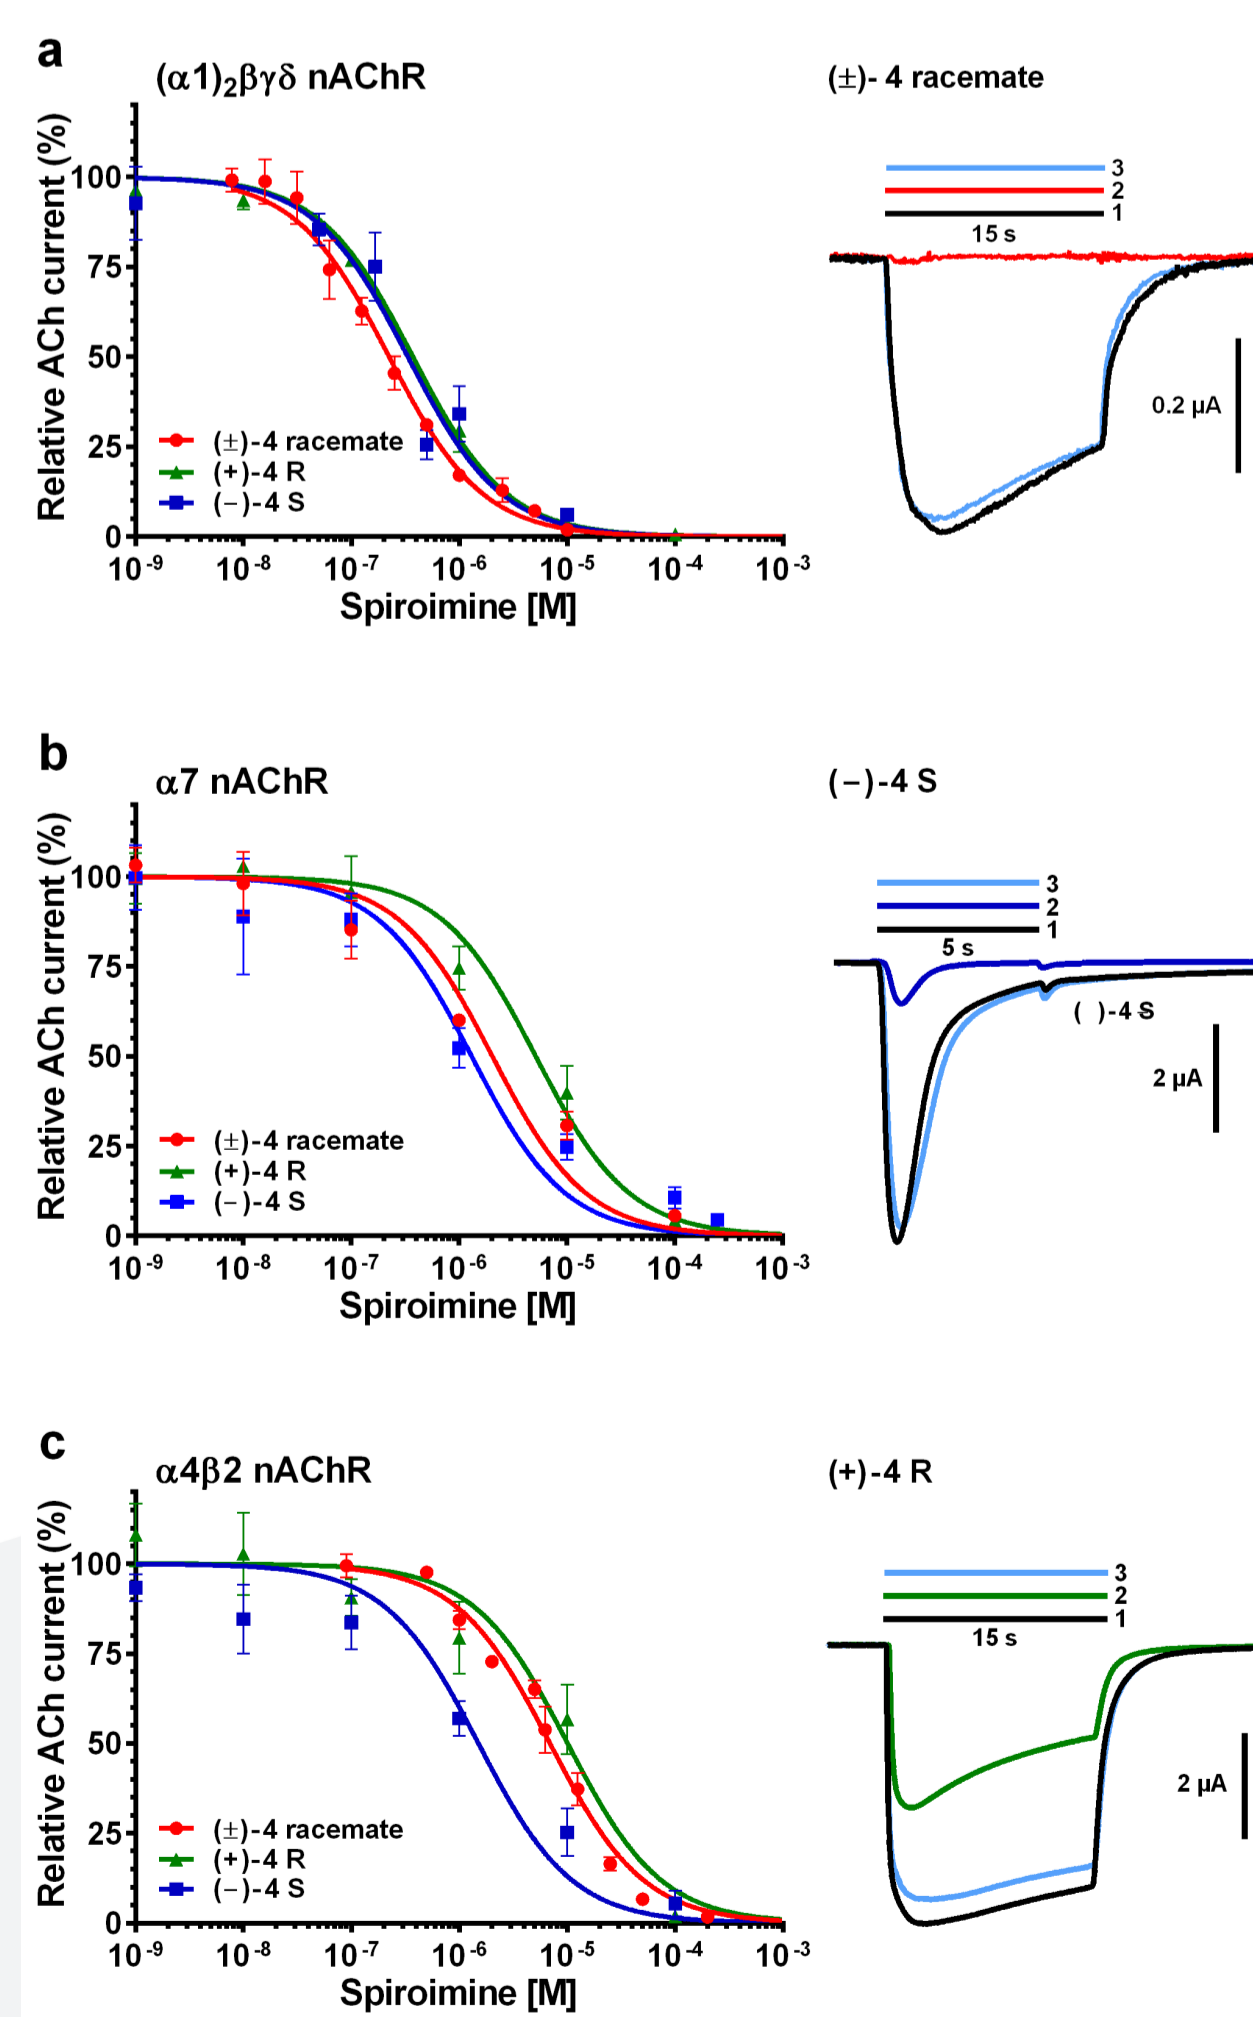 a
(α1)₂βγδ nAChR
(±)- 4 racemate
Relative ACh current (%)
100
75
50
25
0
(±)-4 racemate
(+)-4 R
(−)-4 S
10⁻⁹ 10⁻⁸ 10⁻⁷ 10⁻⁶ 10⁻⁵ 10⁻⁴ 10⁻³
Spiroimine [M]
3
2
1
15 s
0.2 µA
b
α7 nAChR
(−)-4 S
Relative ACh current (%)
100
75
50
25
0
(±)-4 racemate
(+)-4 R
(−)-4 S
10⁻⁹ 10⁻⁸ 10⁻⁷ 10⁻⁶ 10⁻⁵ 10⁻⁴ 10⁻³
Spiroimine [M]
3
2
1
5 s
( )-4 S
2 µA
c
α4β2 nAChR
(+)-4 R
Relative ACh current (%)
100
75
50
25
0
(±)-4 racemate
(+)-4 R
(−)-4 S
10⁻⁹ 10⁻⁸ 10⁻⁷ 10⁻⁶ 10⁻⁵ 10⁻⁴ 10⁻³
Spiroimine [M]
3
2
1
15 s
2 µA